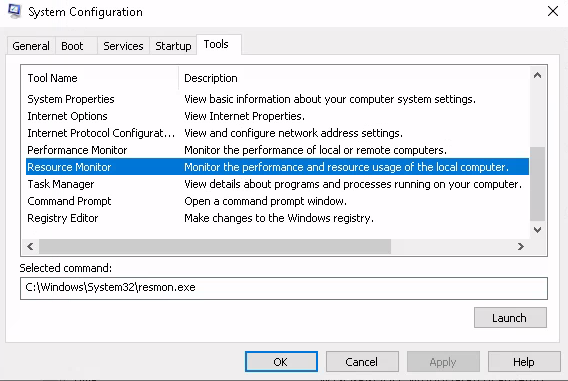 System Configuration
General Boot Services Startup Tools
Tool Name Description
System Properties View basic information about your computer system settings.
Internet Options View Internet Properties.
Internet Protocol Configurat... View and configure network address settings.
Performance Monitor Monitor the performance of local or remote computers.
Resource Monitor Monitor the performance and resource usage of the local computer.
Task Manager View details about programs and processes running on your computer.
Command Prompt Open a command prompt window.
Registry Editor Make changes to the Windows registry.
Selected command:
C:\Windows\System32\resmon.exe
Launch
OK Cancel Apply Help